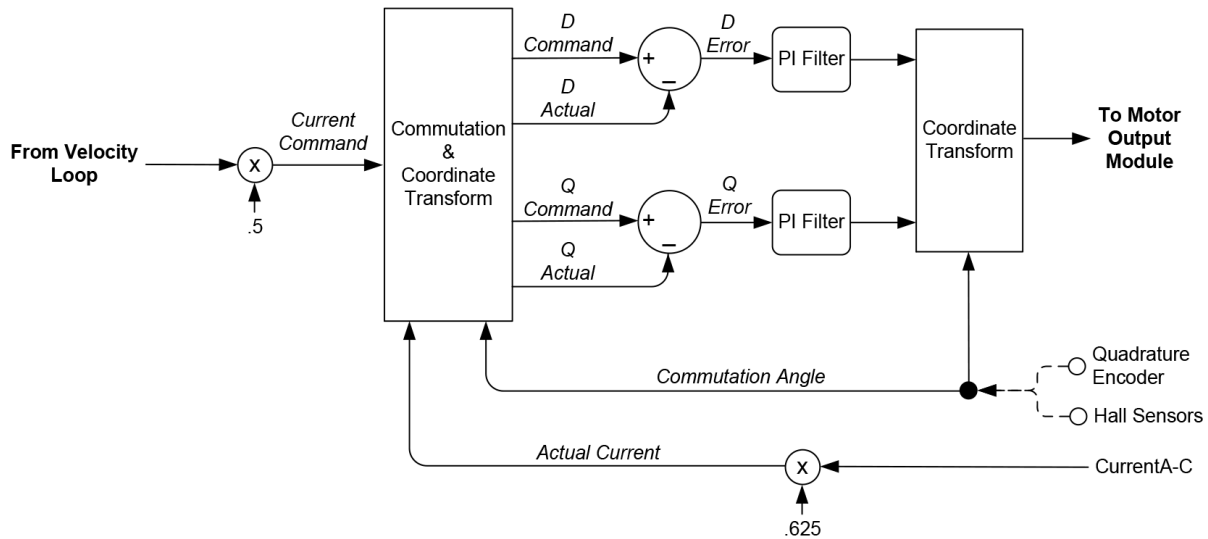 From Velocity
Loop
X
.5
Current
Command
Commutation
&
Coordinate
Transform
D
Command
D
Actual
+
−
D
Error
PI Filter
Q
Command
Q
Actual
+
−
Q
Error
PI Filter
Coordinate
Transform
To Motor
Output
Module
Commutation Angle
Quadrature
Encoder
Hall Sensors
Actual Current
X
.625
CurrentA-C